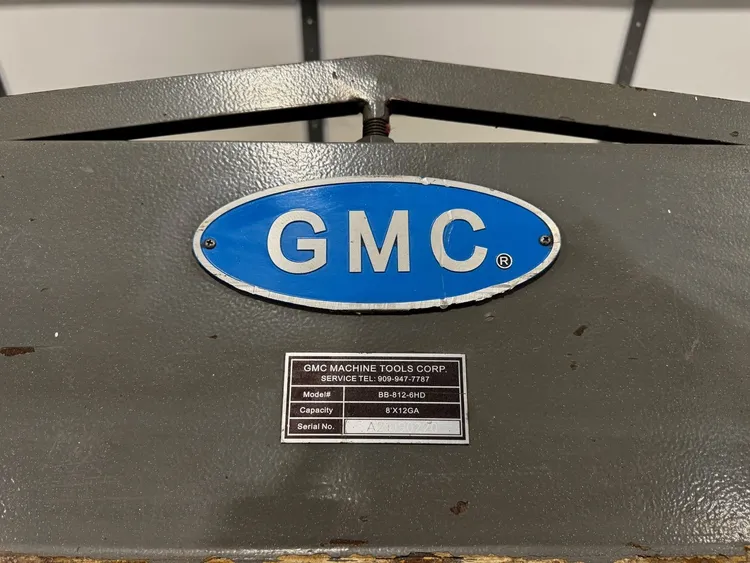 GMC®
GMC MACHINE TOOLS CORP.
SERVICE TEL: 909-947-7787
Model# BB-812-6HD
Capacity 8'X12GA
Serial No.